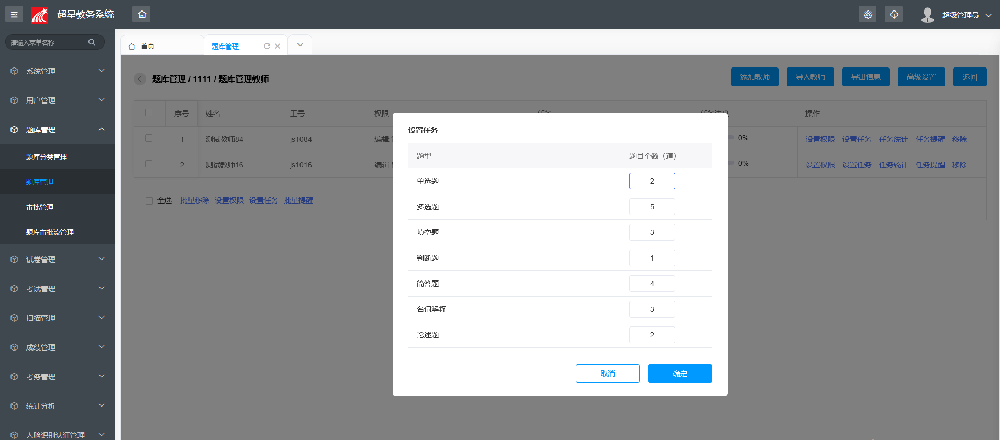 超星教务系统
超级管理员
请输入菜单名称
首页
题库管理
系统管理
用户管理
题库管理
题库分类管理
题库管理
审批管理
题库审批流管理
试卷管理
考试管理
扫描管理
成绩管理
考务管理
统计分析
人脸识别认证管理
题库管理 / 1111 / 题库管理教师
添加教师 导入教师 导出信息 高级设置 返回
序号 姓名 工号 权限 任务 任务进度 操作
1 测试教师84 js1084 编辑 0% 设置权限 设置任务 任务统计 任务提醒 移除
2 测试教师16 js1016 编辑 0% 设置权限 设置任务 任务统计 任务提醒 移除
全选 批量移除 设置权限 设置任务 批量提醒
设置任务
题型 题目个数（道）
单选题 2
多选题 5
填空题 3
判断题 1
简答题 4
名词解释 3
论述题 2
取消 确定